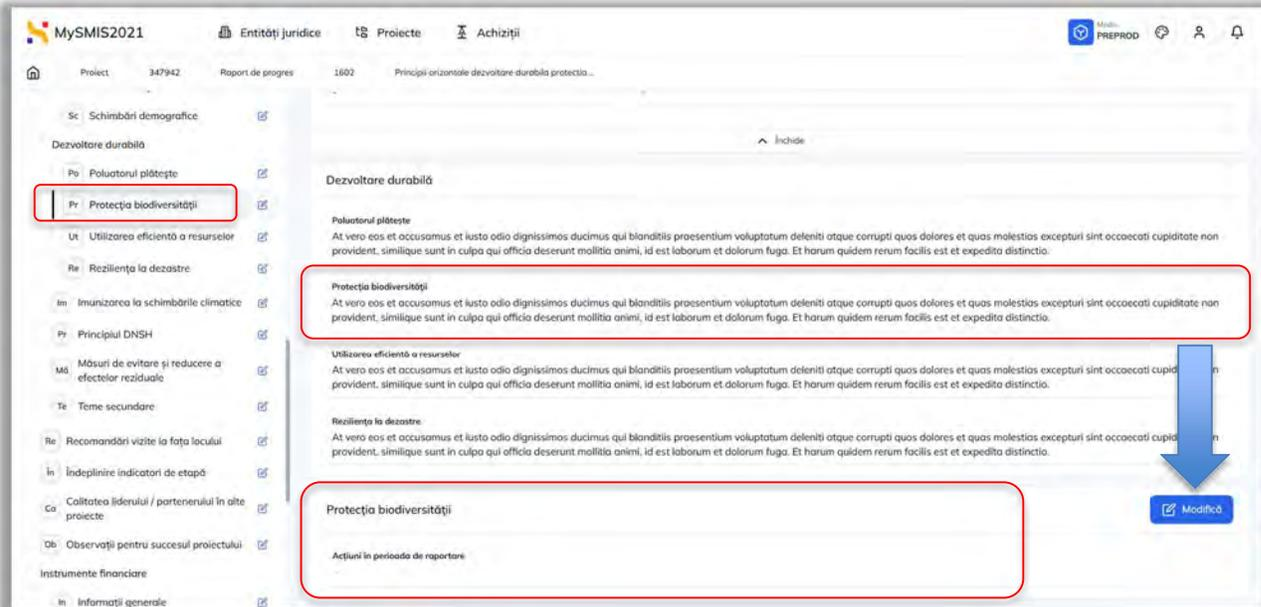 MySMIS2021
Entități juridice
Proiecte
Achiziții
Mediu
PREPROD
Proiect 347942 Raport de progres 1602 Principii orizontale dezvoltare durabila protectia...
Sc Schimbări demografice
Dezvoltare durabilă
Po Poluatorul plătește
Pr Protecția biodiversității
Ut Utilizarea eficientă a resurselor
Re Reziliența la dezastre
Im Imunizarea la schimbările climatice
Pr Principiul DNSH
Mă Măsuri de evitare și reducere a
efectelor reziduale
Te Teme secundare
Re Recomandări vizite la fața locului
În Îndeplinire indicatori de etapă
Ca Calitatea liderului / partenerului în alte
proiecte
Ob Observații pentru succesul proiectului
Instrumente financiare
In Informații generale
Închide
Dezvoltare durabilă
Poluatorul plătește
At vero eos et accusamus et iusto odio dignissimos ducimus qui blanditiis praesentium voluptatum deleniti atque corrupti quos dolores et quas molestias excepturi sint occaecati cupiditate non
provident, similique sunt in culpa qui officia deserunt mollitia animi, id est laborum et dolorum fuga. Et harum quidem rerum facilis est et expedita distinctio.
Protecția biodiversității
At vero eos et accusamus et iusto odio dignissimos ducimus qui blanditiis praesentium voluptatum deleniti atque corrupti quos dolores et quas molestias excepturi sint occaecati cupiditate non
provident, similique sunt in culpa qui officia deserunt mollitia animi, id est laborum et dolorum fuga. Et harum quidem rerum facilis est et expedita distinctio.
Utilizarea eficientă a resurselor
At vero eos et accusamus et iusto odio dignissimos ducimus qui blanditiis praesentium voluptatum deleniti atque corrupti quos dolores et quas molestias excepturi sint occaecati
provident, similique sunt in culpa qui officia deserunt mollitia animi, id est laborum et dolorum fuga. Et harum quidem rerum facilis est et expedita distinctio.
Reziliența la dezastre
At vero eos et accusamus et iusto odio dignissimos ducimus qui blanditiis praesentium voluptatum deleniti atque corrupti quos dolores et quas molestias excepturi sint occaecati
provident, similique sunt in culpa qui officia deserunt mollitia animi, id est laborum et dolorum fuga. Et harum quidem rerum facilis est et expedita distinctio.
Protecția biodiversității
Modifică
Acțiuni în perioada de raportare